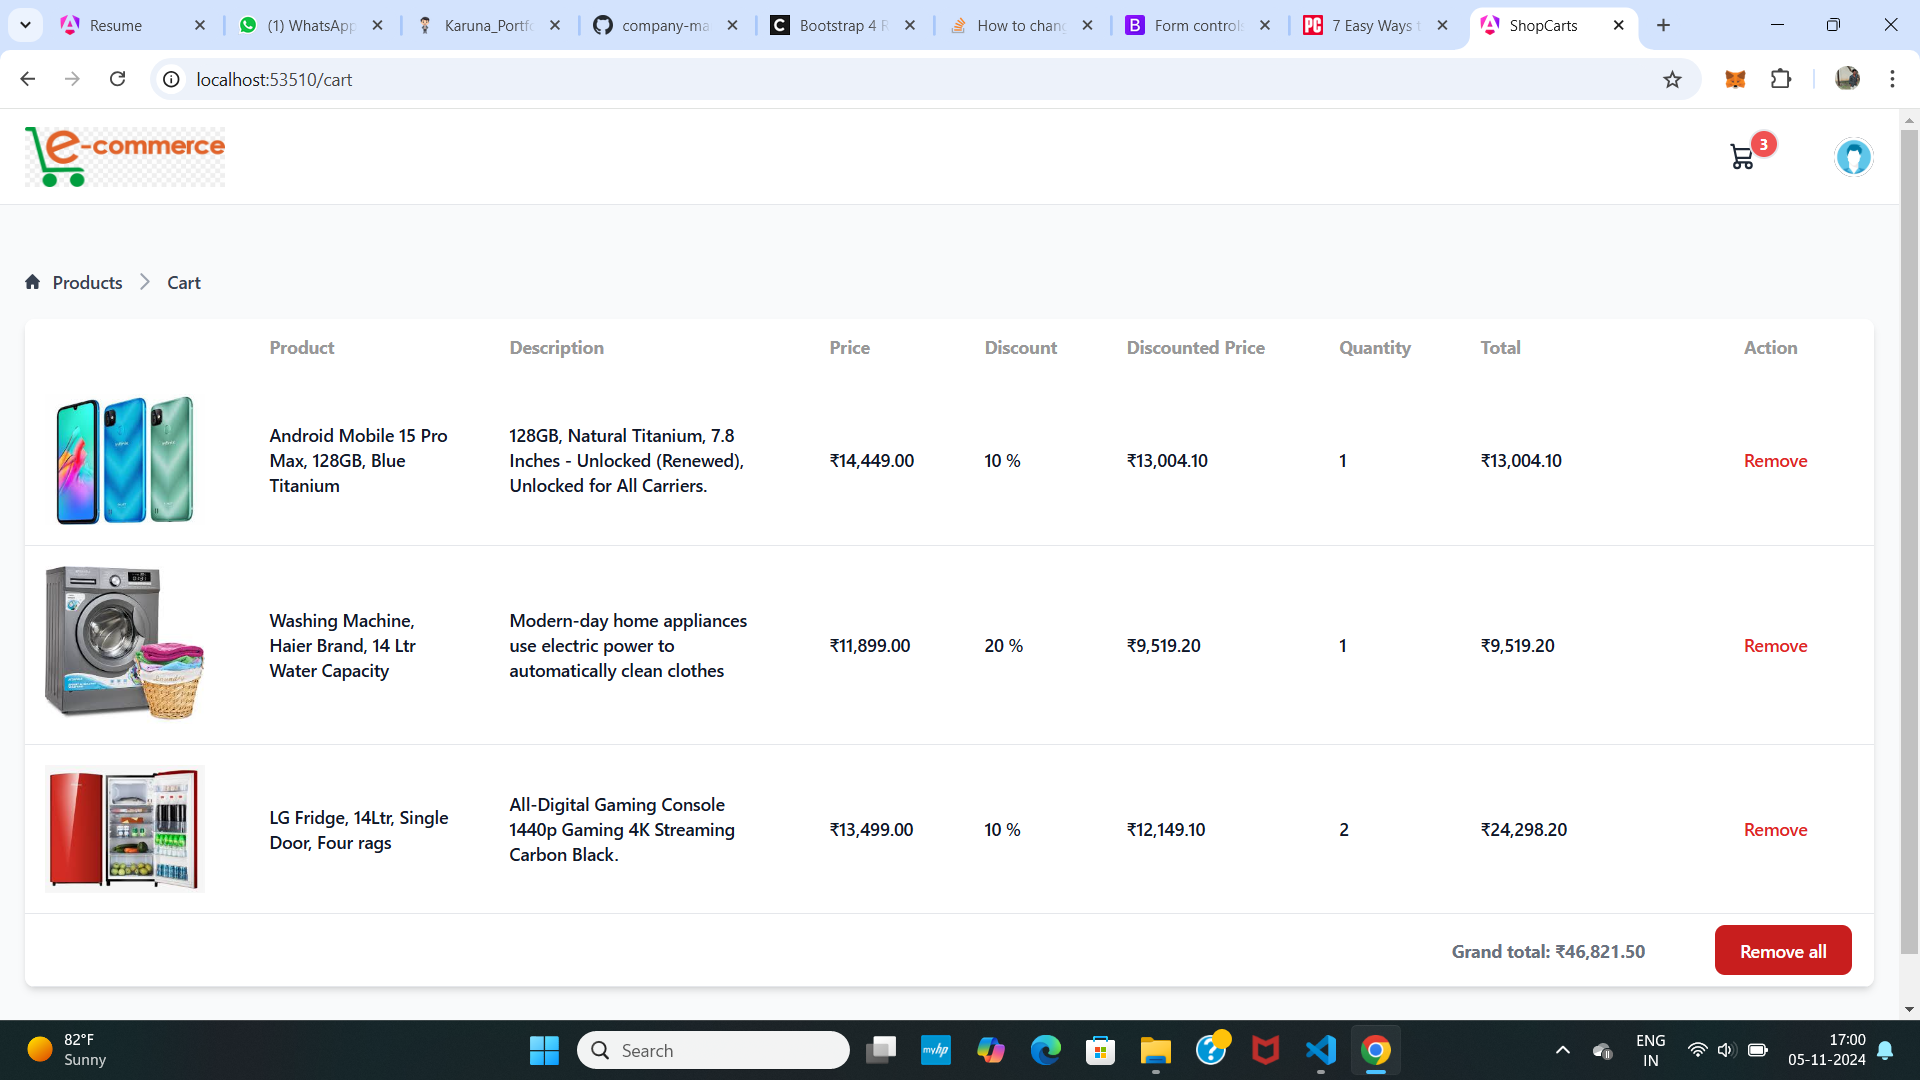 Resume
(1) WhatsApp
Karuna_Portfo
company-ma
Bootstrap 4 R
How to chang
Form control
7 Easy Ways t
ShopCarts
localhost:53510/cart
e-commerce
3
Products
Cart
Product
Description
Price
Discount
Discounted Price
Quantity
Total
Action
Android Mobile 15 Pro
Max, 128GB, Blue
Titanium
128GB, Natural Titanium, 7.8
Inches - Unlocked (Renewed),
Unlocked for All Carriers.
₹14,449.00
10 %
₹13,004.10
1
₹13,004.10
Remove
Washing Machine,
Haier Brand, 14 Ltr
Water Capacity
Modern-day home appliances
use electric power to
automatically clean clothes
₹11,899.00
20 %
₹9,519.20
1
₹9,519.20
Remove
LG Fridge, 14Ltr, Single
Door, Four rags
All-Digital Gaming Console
1440p Gaming 4K Streaming
Carbon Black.
₹13,499.00
10 %
₹12,149.10
2
₹24,298.20
Remove
Grand total: ₹46,821.50
Remove all
82°F
Sunny
Search
myhp
ENG
IN
17:00
05-11-2024